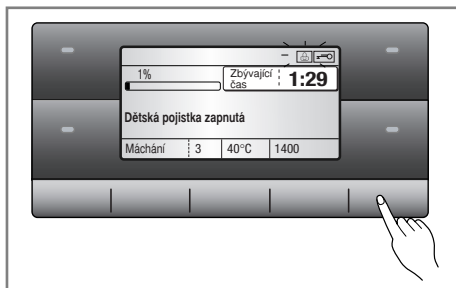 1%
Zbývající
čas
1:29
Dětská pojistka zapnutá
Máchání 3 40°C 1400